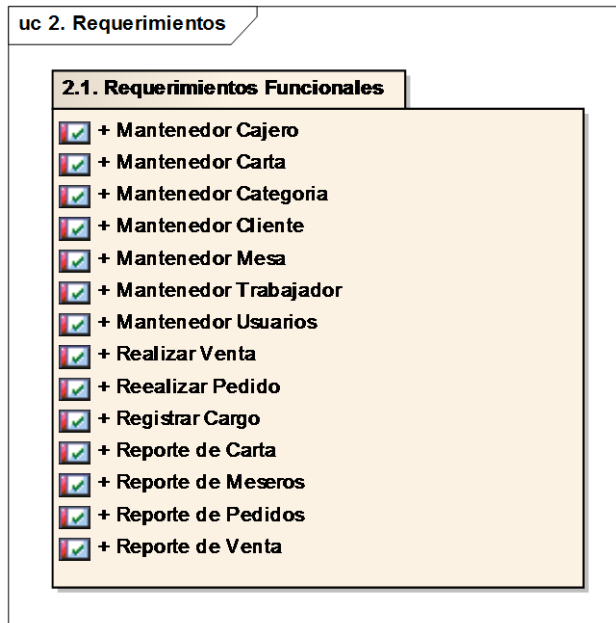 uc 2. Requerimientos
2.1. Requerimientos Funcionales
+ Mantenedor Cajero
+ Mantenedor Carta
+ Mantenedor Categoria
+ Mantenedor Cliente
+ Mantenedor Mesa
+ Mantenedor Trabajador
+ Mantenedor Usuarios
+ Realizar Venta
+ Reealizar Pedido
+ Registrar Cargo
+ Reporte de Carta
+ Reporte de Meseros
+ Reporte de Pedidos
+ Reporte de Venta